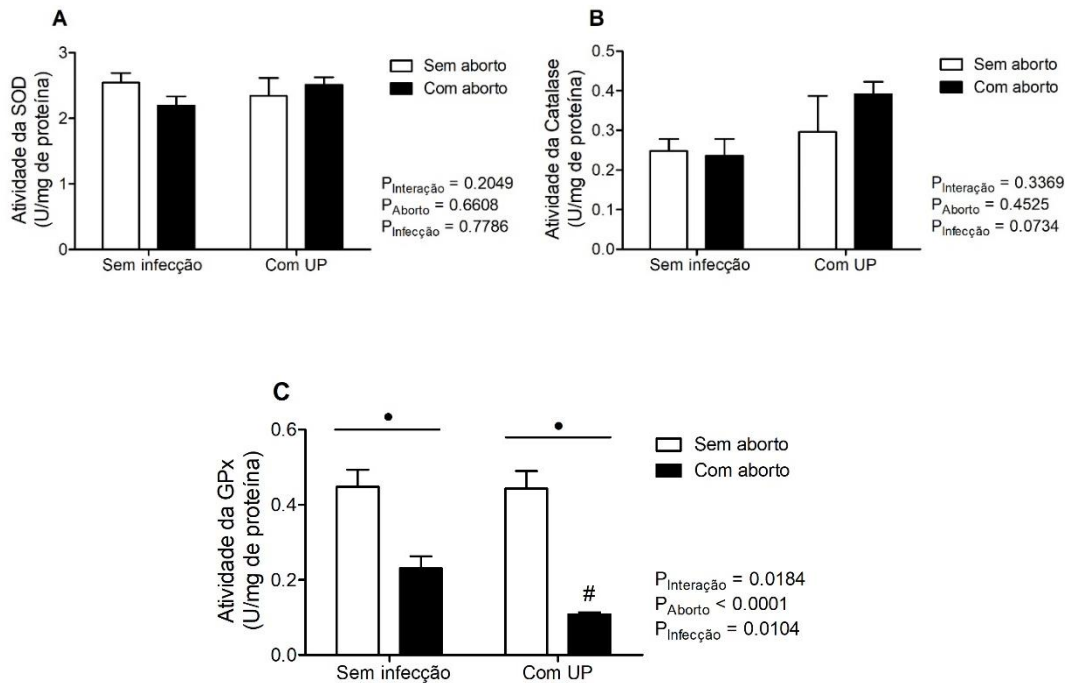 A
Atividade da SOD
(U/mg de proteína)
3
2
1
0
Sem infecção
Com UP
Sem aborto
Com aborto
PInteração = 0.2049
PAborto = 0.6608
PInfecção = 0.7786
B
Atividade da Catalase
(U/mg de proteína)
0.5
0.4
0.3
0.2
0.1
0.0
Sem infecção
Com UP
Sem aborto
Com aborto
PInteração = 0.3369
PAborto = 0.4525
PInfecção = 0.0734
C
Atividade da GPx
(U/mg de proteína)
0.6
0.4
0.2
0.0
•
•
#
Sem infecção
Com UP
Sem aborto
Com aborto
PInteração = 0.0184
PAborto < 0.0001
PInfecção = 0.0104